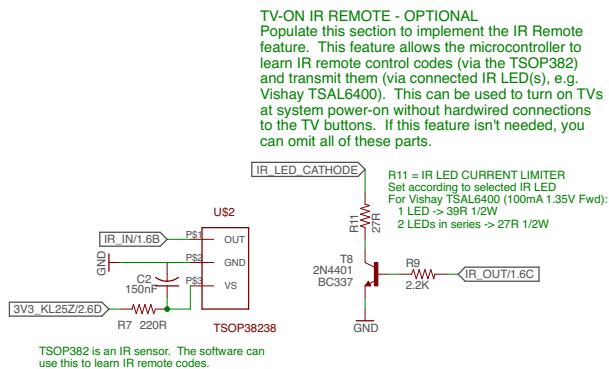 TV-ON IR REMOTE - OPTIONAL
Populate this section to implement the IR Remote
feature.  This feature allows the microcontroller to
learn IR remote control codes (via the TSOP382)
and transmit them (via connected IR LED(s), e.g.
Vishay TSAL6400).  This can be used to turn on TVs
at system power-on without hardwired connections
to the TV buttons.  If this feature isn't needed, you
can omit all of these parts.
IR_LED_CATHODE
R11 = IR LED CURRENT LIMITER
Set according to selected IR LED
For Vishay TSAL6400 (100mA 1.35V Fwd):
1 LED -> 39R 1/2W
2 LEDs in series -> 27R 1/2W
R11
27R
U$2
IR_IN/1.6B
P$1
OUT
GND
P$2
GND
C2
150nF
P$3
VS
3V3_KL25Z/2.6D
R7 220R
TSOP38238
T8
2N4401
BC337
R9
2.2K
IR_OUT/1.6C
GND
TSOP382 is an IR sensor.  The software can
use this to learn IR remote codes.